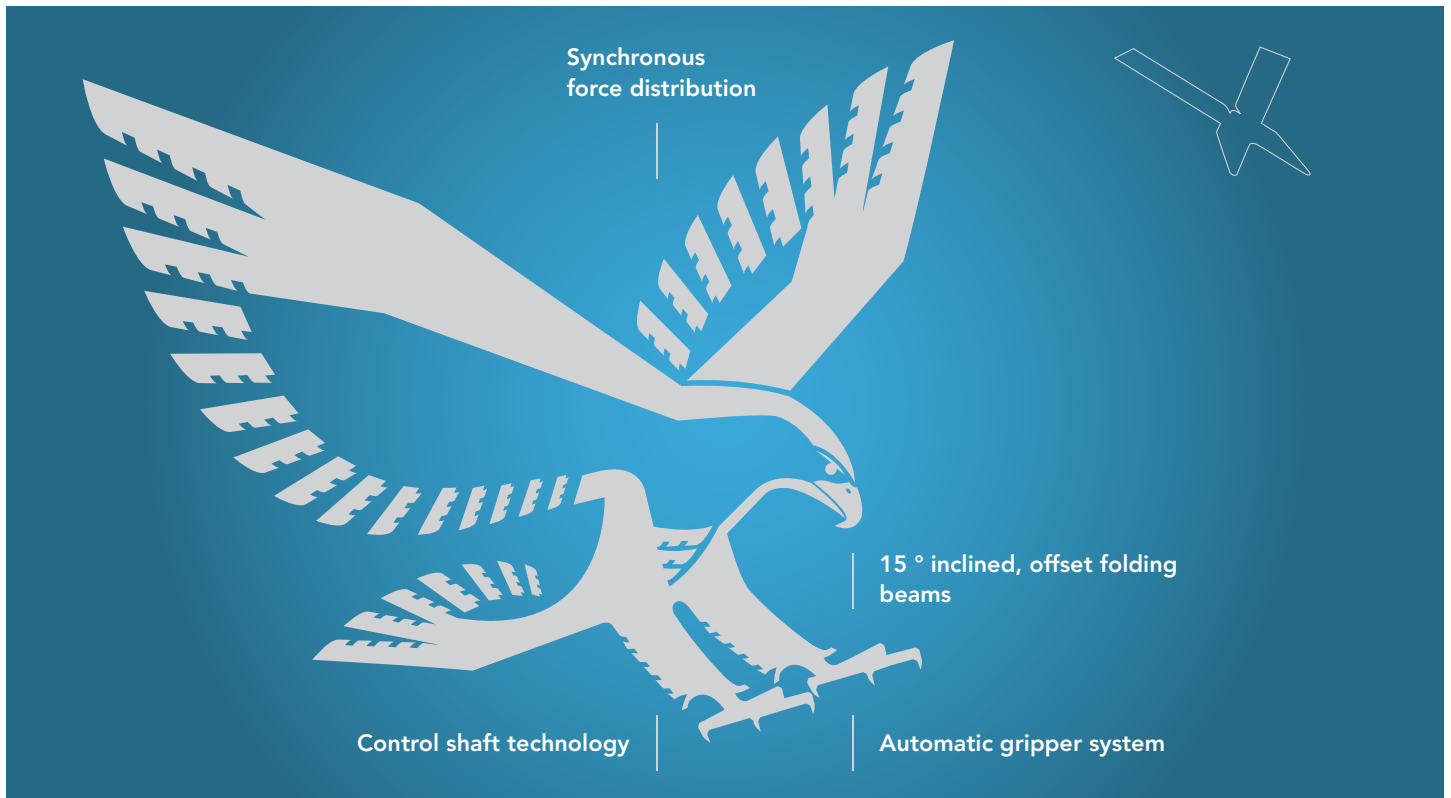 Synchronous
force distribution
15 ° inclined, offset folding
beams
Control shaft technology
Automatic gripper system